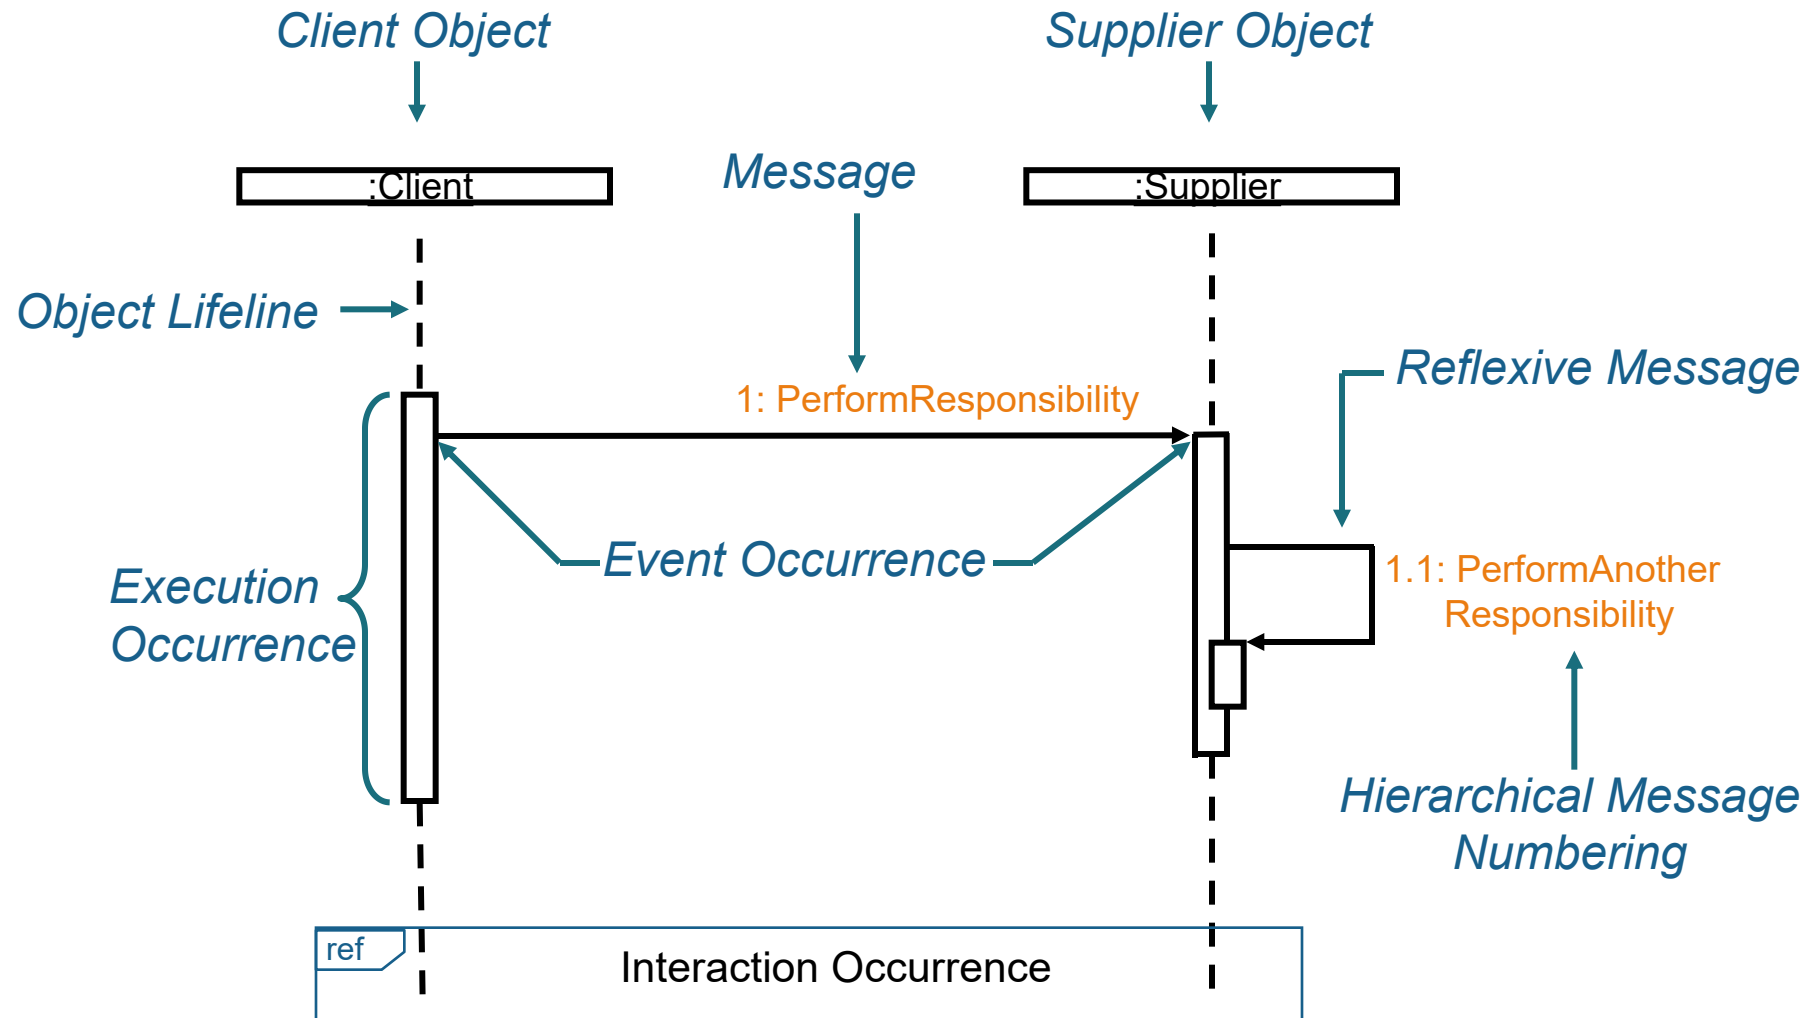 Client Object
Supplier Object
Message
:Client
:Supplier
Object Lifeline
Reflexive Message
1: PerformResponsibility
Event Occurrence
1.1: PerformAnother
Responsibility
Execution
Occurrence
Hierarchical Message
Numbering
ref
Interaction Occurrence